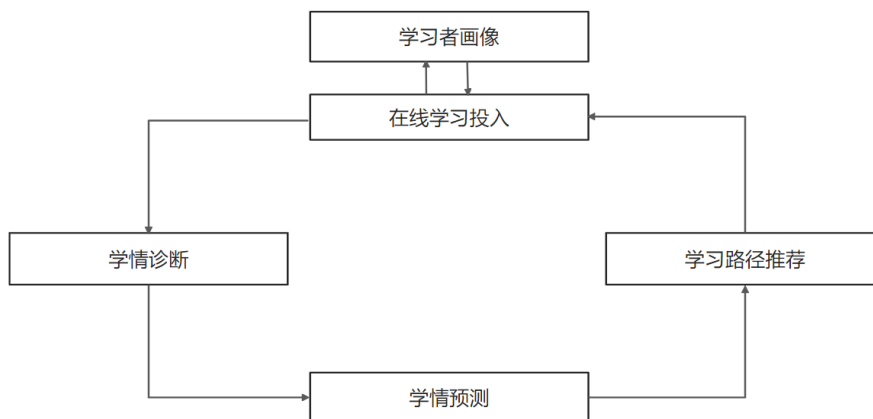 学习者画像
在线学习投入
学情诊断
学习路径推荐
学情预测